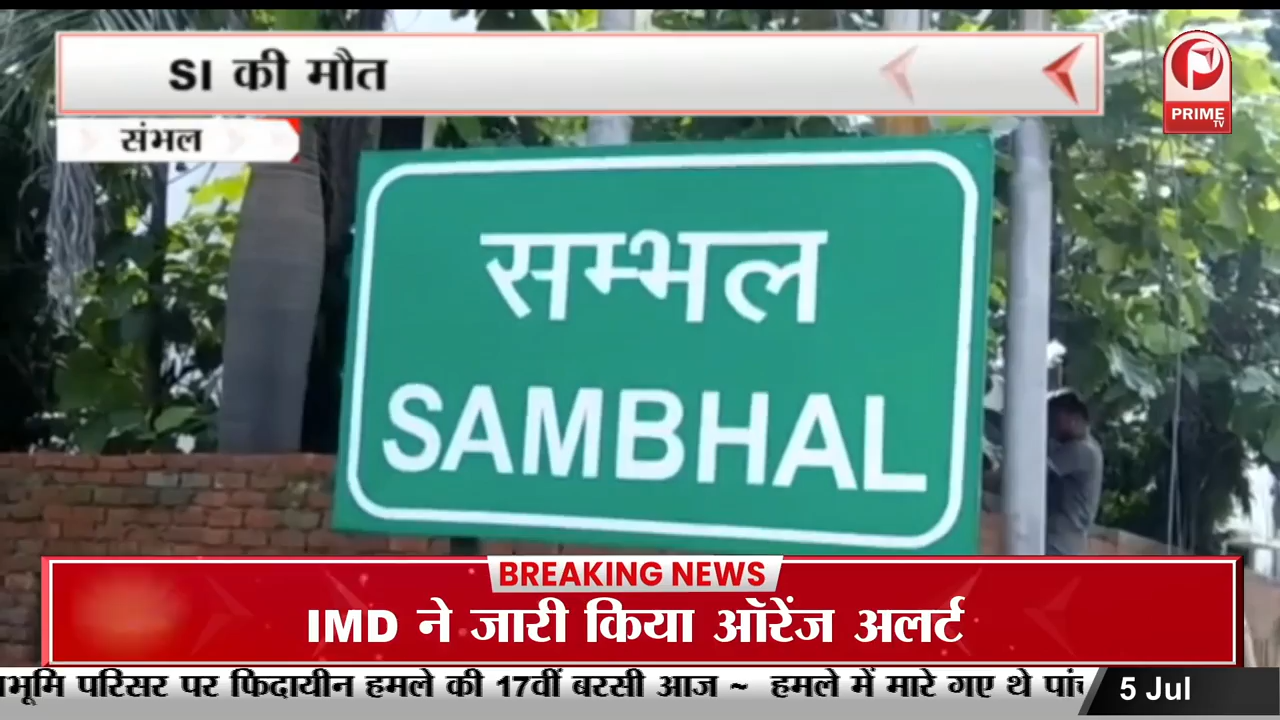 SI की मौत
संभल
PRIME
TV
सम्भल
SAMBHAL
BREAKING NEWS
IMD ने जारी किया ऑरेंज अलर्ट
परिसर पर फिदायीन हमले की 17वीं बरसी आज ~ हमले में मारे गए थे
5 Jul